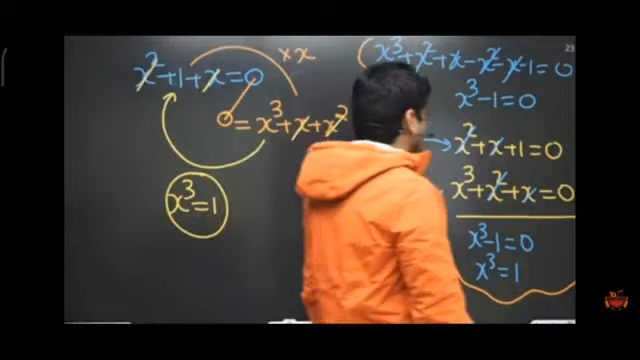 x²+1+x=0
×x
0=x³+x+x²
x³=1
(x³+x²+x-x²-x-1=0
x³-1=0
x²+x+1=0
x³+x²+x=0
x³-1=0
x³=1
23